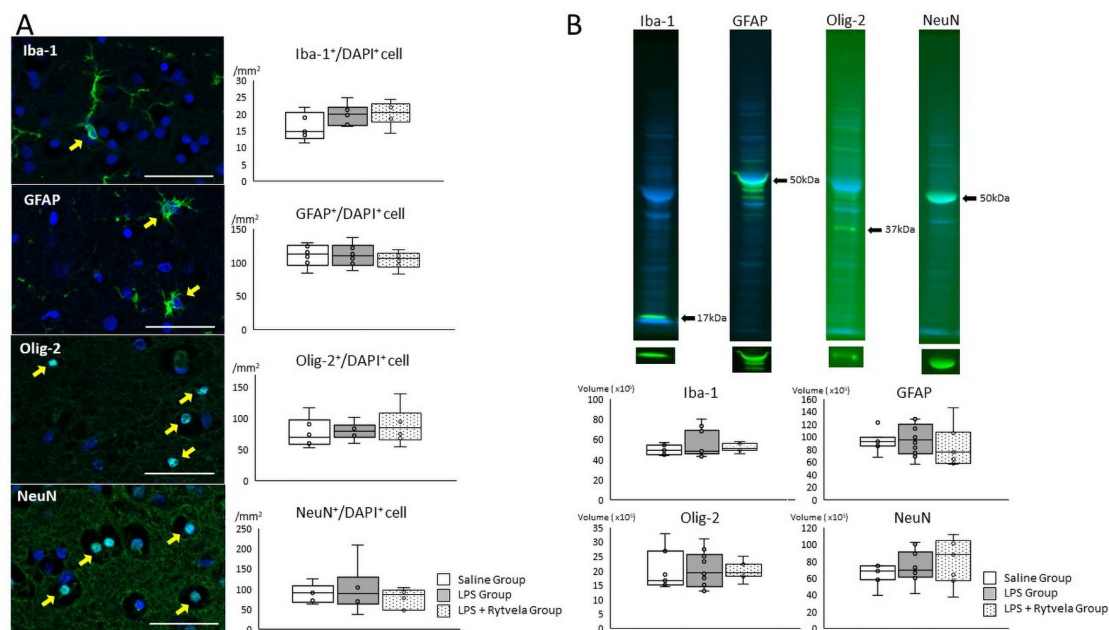 A
Iba-1
Iba-1⁺/DAPI⁺ cell
/mm²
30
25
20
15
10
5
0
GFAP
GFAP⁺/DAPI⁺ cell
/mm²
150
100
50
0
Olig-2
Olig-2⁺/DAPI⁺ cell
/mm²
150
100
50
0
NeuN
NeuN⁺/DAPI⁺ cell
/mm²
250
200
150
100
50
0
Saline Group
LPS Group
LPS + Rytvela Group
B
Iba-1 GFAP Olig-2 NeuN
50kDa
50kDa
37kDa
17kDa
Volume (x10⁵)
Iba-1
100
80
60
40
20
0
Volume (x10⁵)
GFAP
160
140
120
100
80
60
40
20
0
Volume (x10⁵)
Olig-2
35
30
25
20
15
10
5
0
Volume (x10⁵)
NeuN
120
100
80
60
40
20
0
Saline Group
LPS Group
LPS + Rytvela Group